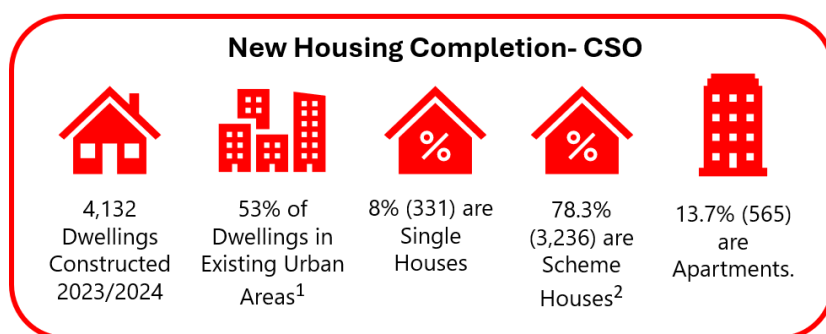 New Housing Completion- CSO
%
%
4,132
Dwellings
Constructed
2023/2024
53% of
Dwellings in
Existing Urban
Areas¹
8% (331) are
Single
Houses
78.3%
(3,236) are
Scheme
Houses²
13.7% (565)
are
Apartments.